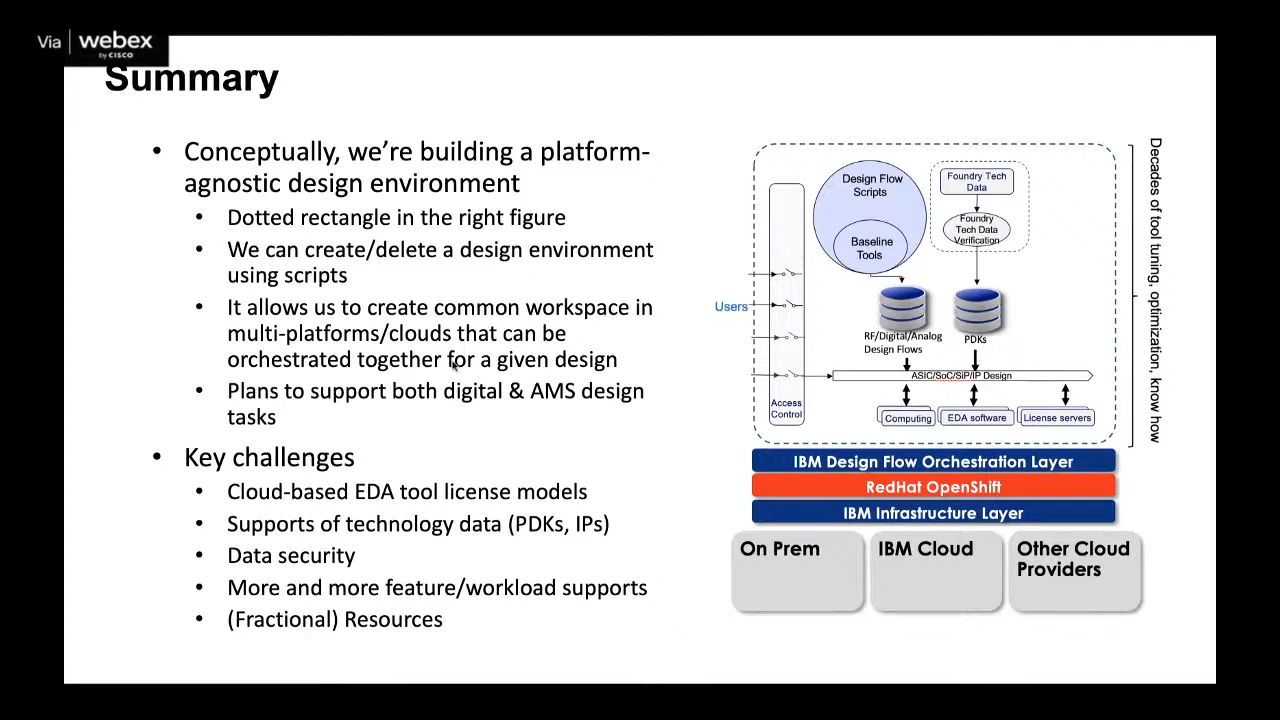 Via webex
by CISCO
Summary
• Conceptually, we’re building a platform-
agnostic design environment
• Dotted rectangle in the right figure
• We can create/delete a design environment
using scripts
• It allows us to create common workspace in
multi-platforms/clouds that can be
orchestrated together for a given design
• Plans to support both digital & AMS design
tasks
• Key challenges
• Cloud-based EDA tool license models
• Supports of technology data (PDKs, IPs)
• Data security
• More and more feature/workload supports
• (Fractional) Resources
Users
Access
Control
Design Flow
Scripts
Baseline
Tools
Foundry Tech
Data
Foundry
Tech Data
Verification
RF/Digital/Analog
Design Flows
PDKs
ASIC/SoC/SiP/IP Design
Computing
EDA software
License servers
Decades of tool tuning, optimization, know how
IBM Design Flow Orchestration Layer
RedHat OpenShift
IBM Infrastructure Layer
On Prem
IBM Cloud
Other Cloud
Providers